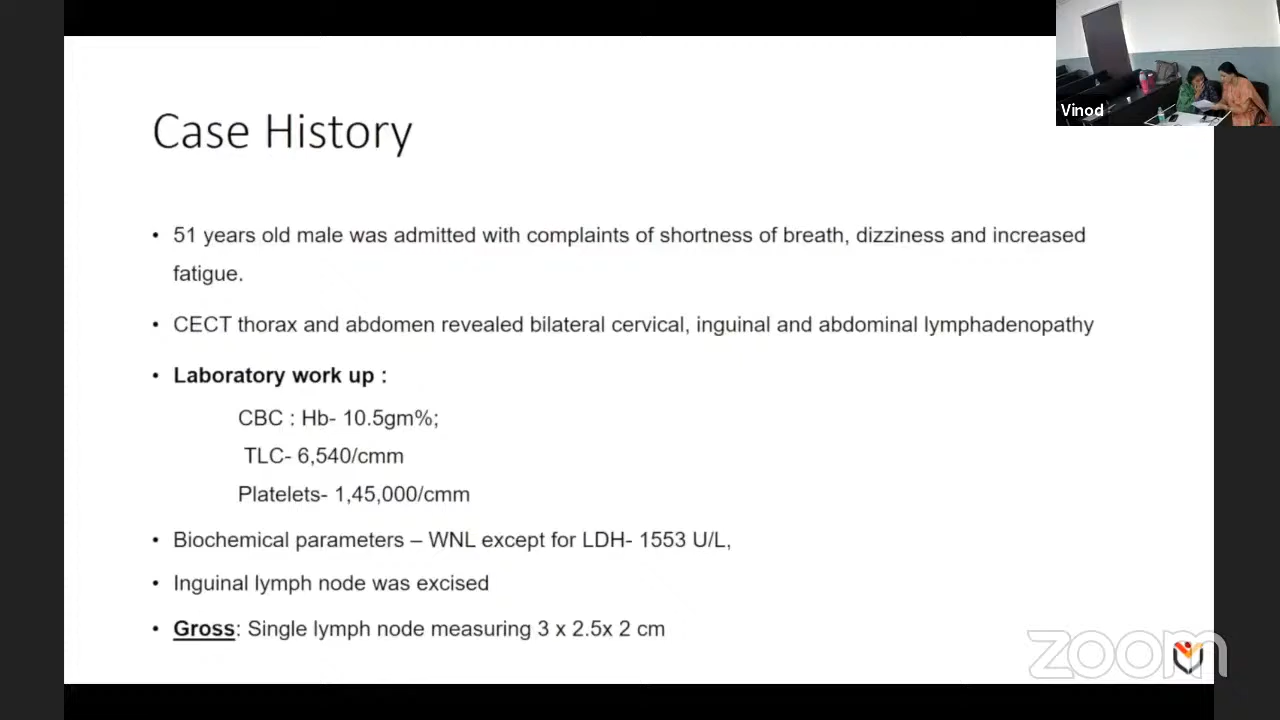 Vinod
Case History
• 51 years old male was admitted with complaints of shortness of breath, dizziness and increased
fatigue.
• CECT thorax and abdomen revealed bilateral cervical, inguinal and abdominal lymphadenopathy
• Laboratory work up :
CBC : Hb- 10.5gm%;
TLC- 6,540/cmm
Platelets- 1,45,000/cmm
• Biochemical parameters – WNL except for LDH- 1553 U/L,
• Inguinal lymph node was excised
• Gross: Single lymph node measuring 3 x 2.5x 2 cm
zoom